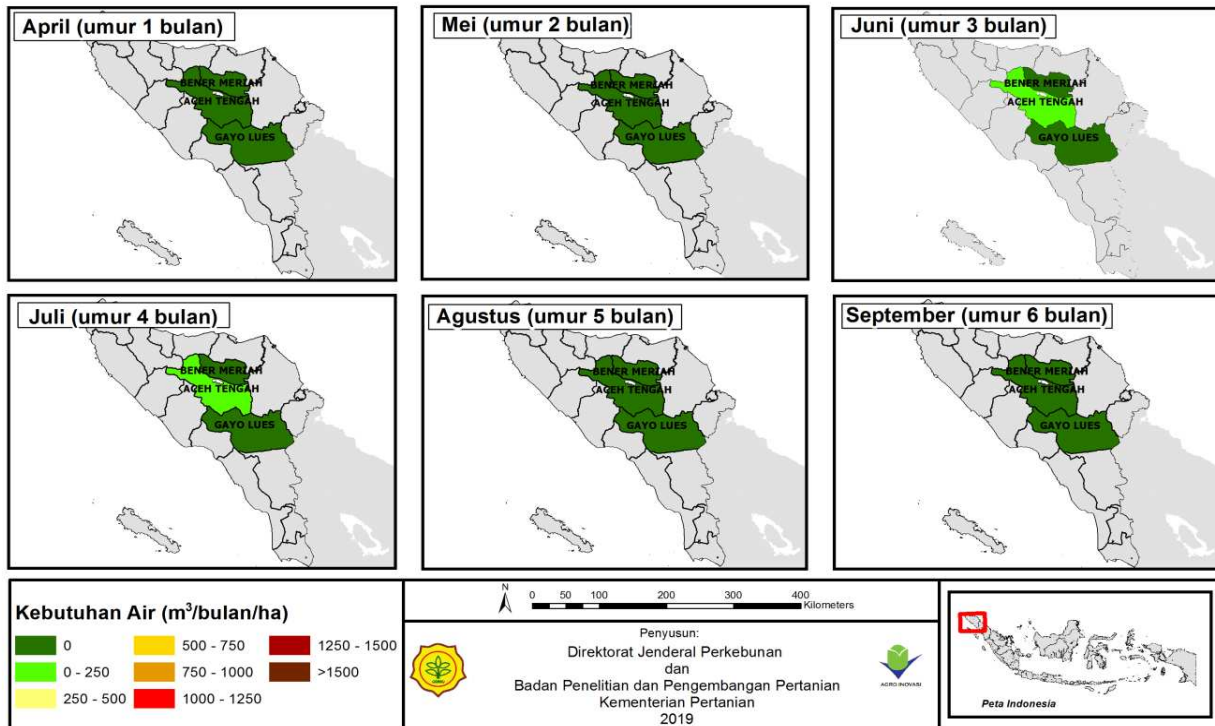 April (umur 1 bulan)
BENER MERIAH
ACEH TENGAH
GAYO LUES
Mei (umur 2 bulan)
BENER MERIAH
ACEH TENGAH
GAYO LUES
Juni (umur 3 bulan)
BENER MERIAH
ACEH TENGAH
GAYO LUES
Juli (umur 4 bulan)
BENER MERIAH
ACEH TENGAH
GAYO LUES
Agustus (umur 5 bulan)
BENER MERIAH
ACEH TENGAH
GAYO LUES
September (umur 6 bulan)
BENER MERIAH
ACEH TENGAH
GAYO LUES
Kebutuhan Air (m³/bulan/ha)
0
0 - 250
250 - 500
500 - 750
750 - 1000
1000 - 1250
1250 - 1500
>1500
N
0 50 100 200 300 400
Kilometers
Penyusun:
Direktorat Jenderal Perkebunan
dan
Badan Penelitian dan Pengembangan Pertanian
Kementerian Pertanian
2019
AGRO INOVASI
Peta Indonesia